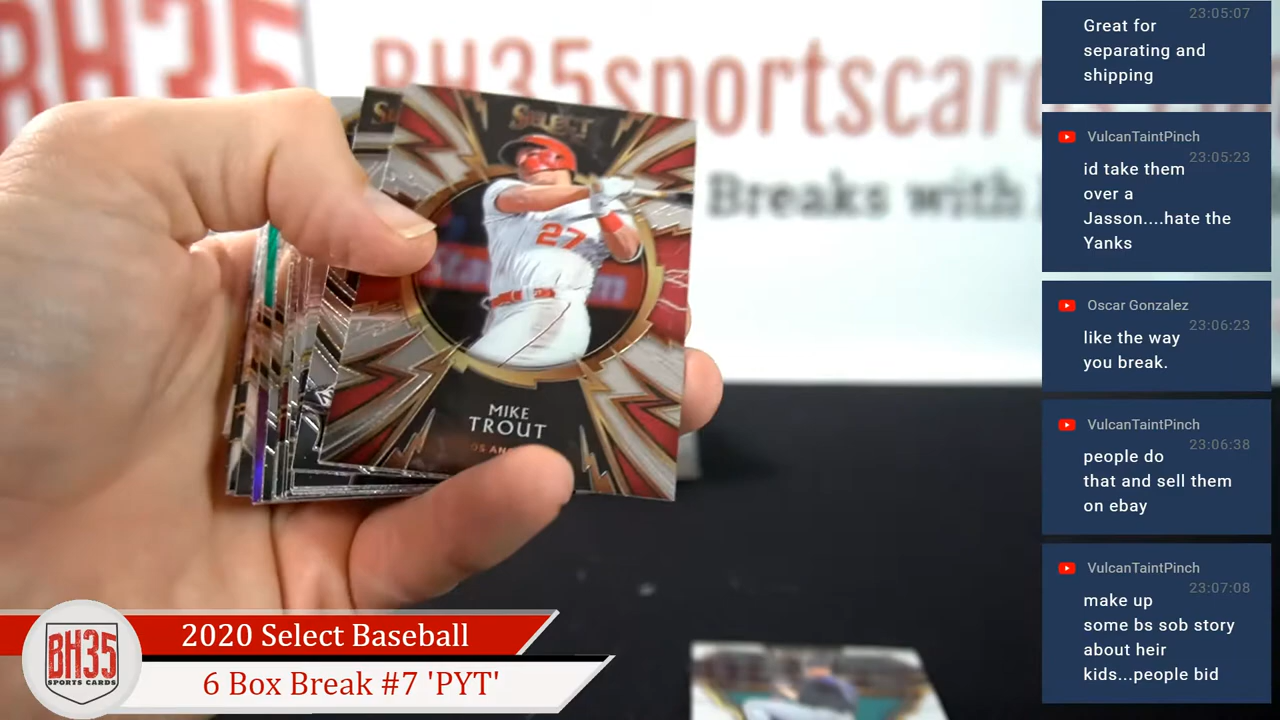 BH35
BH35sportscards.com
Breaks with
SELECT
27
MIKE
TROUT
BH35
SPORTS CARDS
2020 Select Baseball
6 Box Break #7 'PYT'
23:05:07
Great for
separating and
shipping
VulcanTaintPinch
23:05:23
id take them
over a
Jasson....hate the
Yanks
Oscar Gonzalez
23:06:23
like the way
you break.
VulcanTaintPinch
23:06:38
people do
that and sell them
on ebay
VulcanTaintPinch
23:07:08
make up
some bs sob story
about heir
kids...people bid